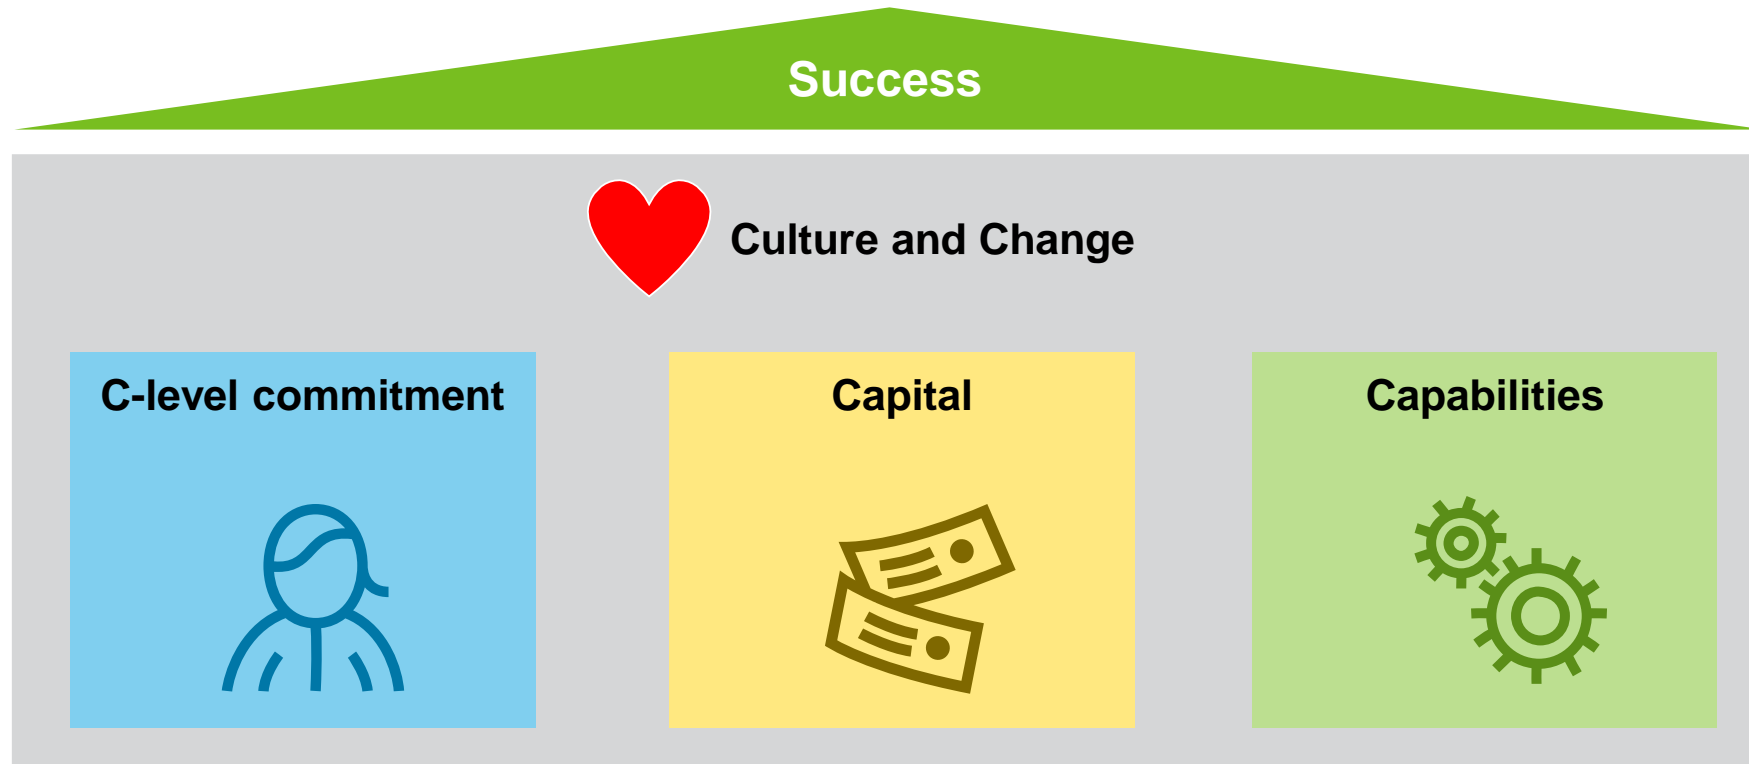 Success
Culture and Change
C-level commitment
Capital
Capabilities